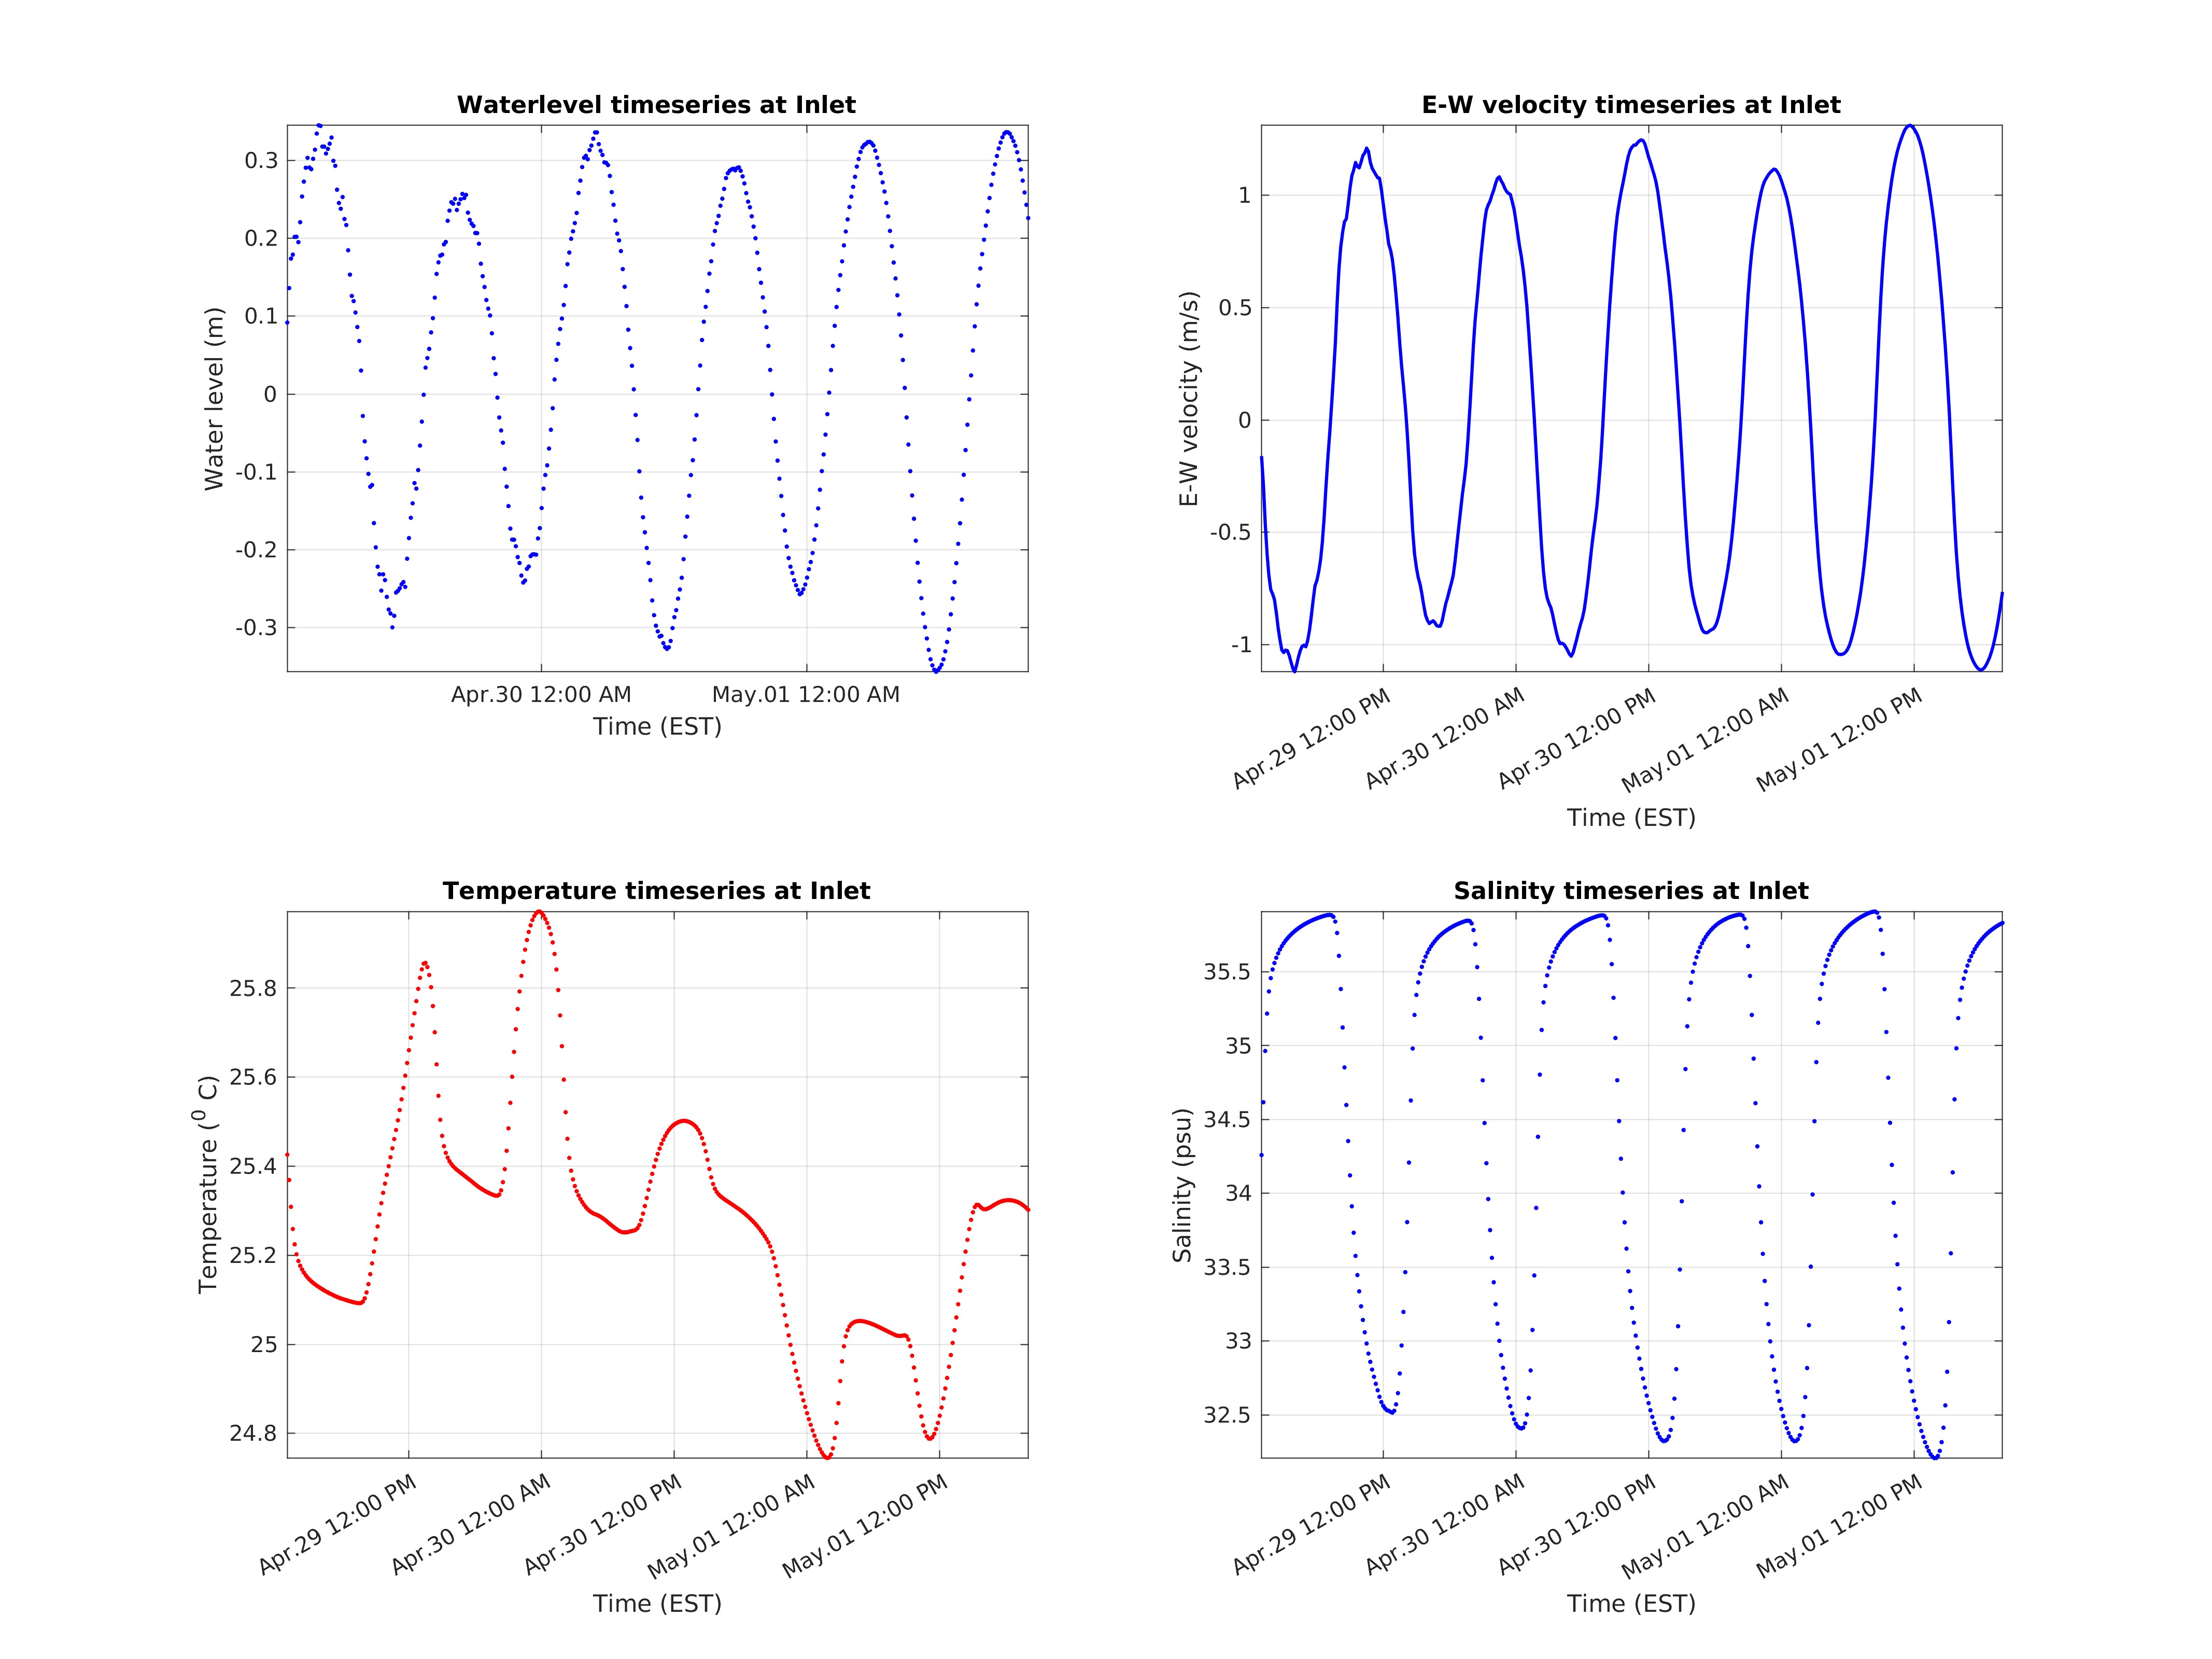 Waterlevel timeseries at Inlet
0.3
0.2
0.1
0
-0.1
-0.2
-0.3
Water level (m)
Apr.30 12:00 AM
May.01 12:00 AM
Time (EST)
E-W velocity timeseries at Inlet
1
0.5
0
-0.5
-1
E-W velocity (m/s)
Apr.29 12:00 PM
Apr.30 12:00 AM
Apr.30 12:00 PM
May.01 12:00 AM
May.01 12:00 PM
Time (EST)
Temperature timeseries at Inlet
25.8
25.6
25.4
25.2
25
24.8
Temperature (⁰ C)
Apr.29 12:00 PM
Apr.30 12:00 AM
Apr.30 12:00 PM
May.01 12:00 AM
May.01 12:00 PM
Time (EST)
Salinity timeseries at Inlet
35.5
35
34.5
34
33.5
33
32.5
Salinity (psu)
Apr.29 12:00 PM
Apr.30 12:00 AM
Apr.30 12:00 PM
May.01 12:00 AM
May.01 12:00 PM
Time (EST)